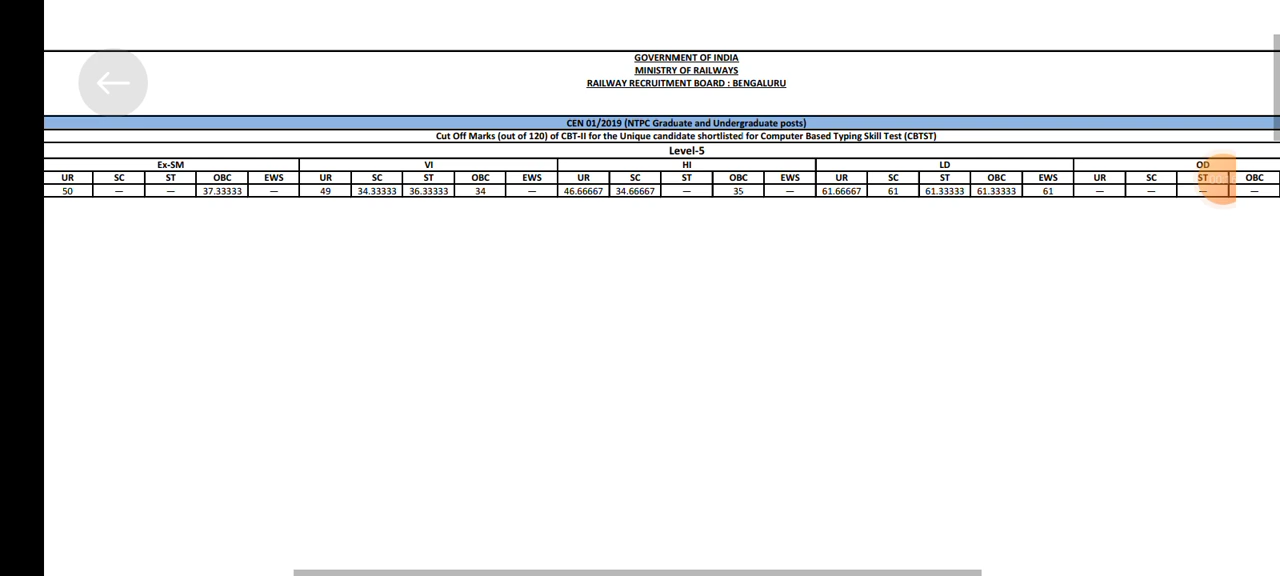 GOVERNMENT OF INDIA
MINISTRY OF RAILWAYS
RAILWAY RECRUITMENT BOARD : BENGALURU
CEN 01/2019 (NTPC Graduate and Undergraduate posts)
Cut Off Marks (out of 120) of CBT-II for the Unique candidate shortlisted for Computer Based Typing Skill Test (CBTST)
Level-5
Ex-SM VI HI LD OD
UR SC ST OBC EWS UR SC ST OBC EWS UR SC ST OBC EWS UR SC ST OBC EWS UR SC ST OBC
50 — — 37.33333 — 49 34.33333 36.33333 34 — 46.66667 34.66667 — 35 — 61.66667 61 61.33333 61.33333 61 — — — —